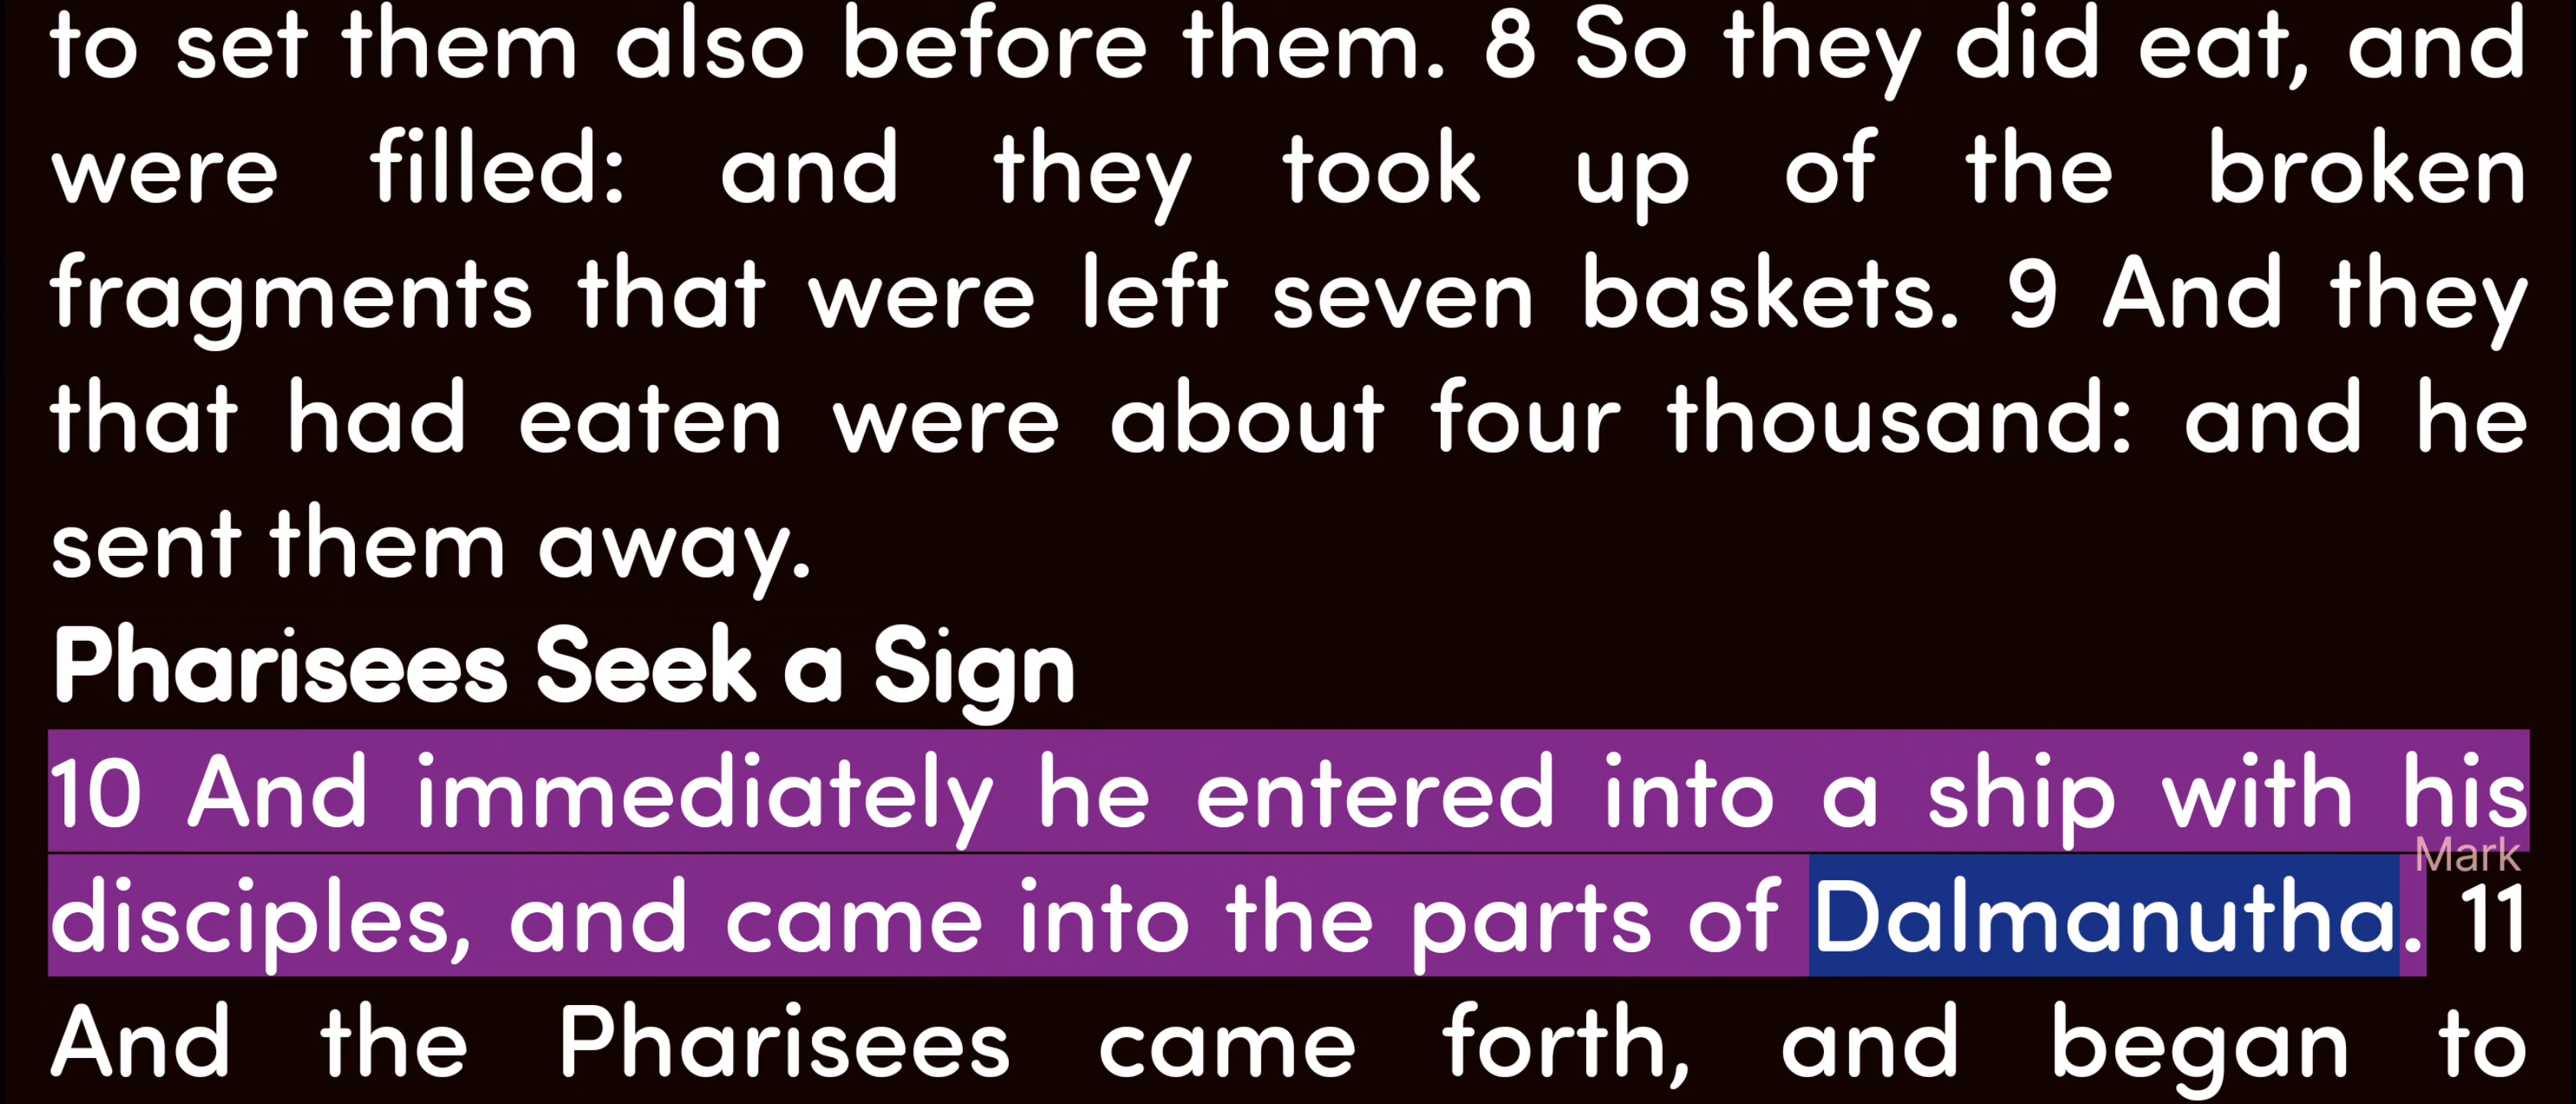 to set them also before them. 8 So they did eat, and
were filled: and they took up of the broken
fragments that were left seven baskets. 9 And they
that had eaten were about four thousand: and he
sent them away.
Pharisees Seek a Sign
10 And immediately he entered into a ship with his
Mark
disciples, and came into the parts of Dalmanutha. 11
And the Pharisees came forth, and began to